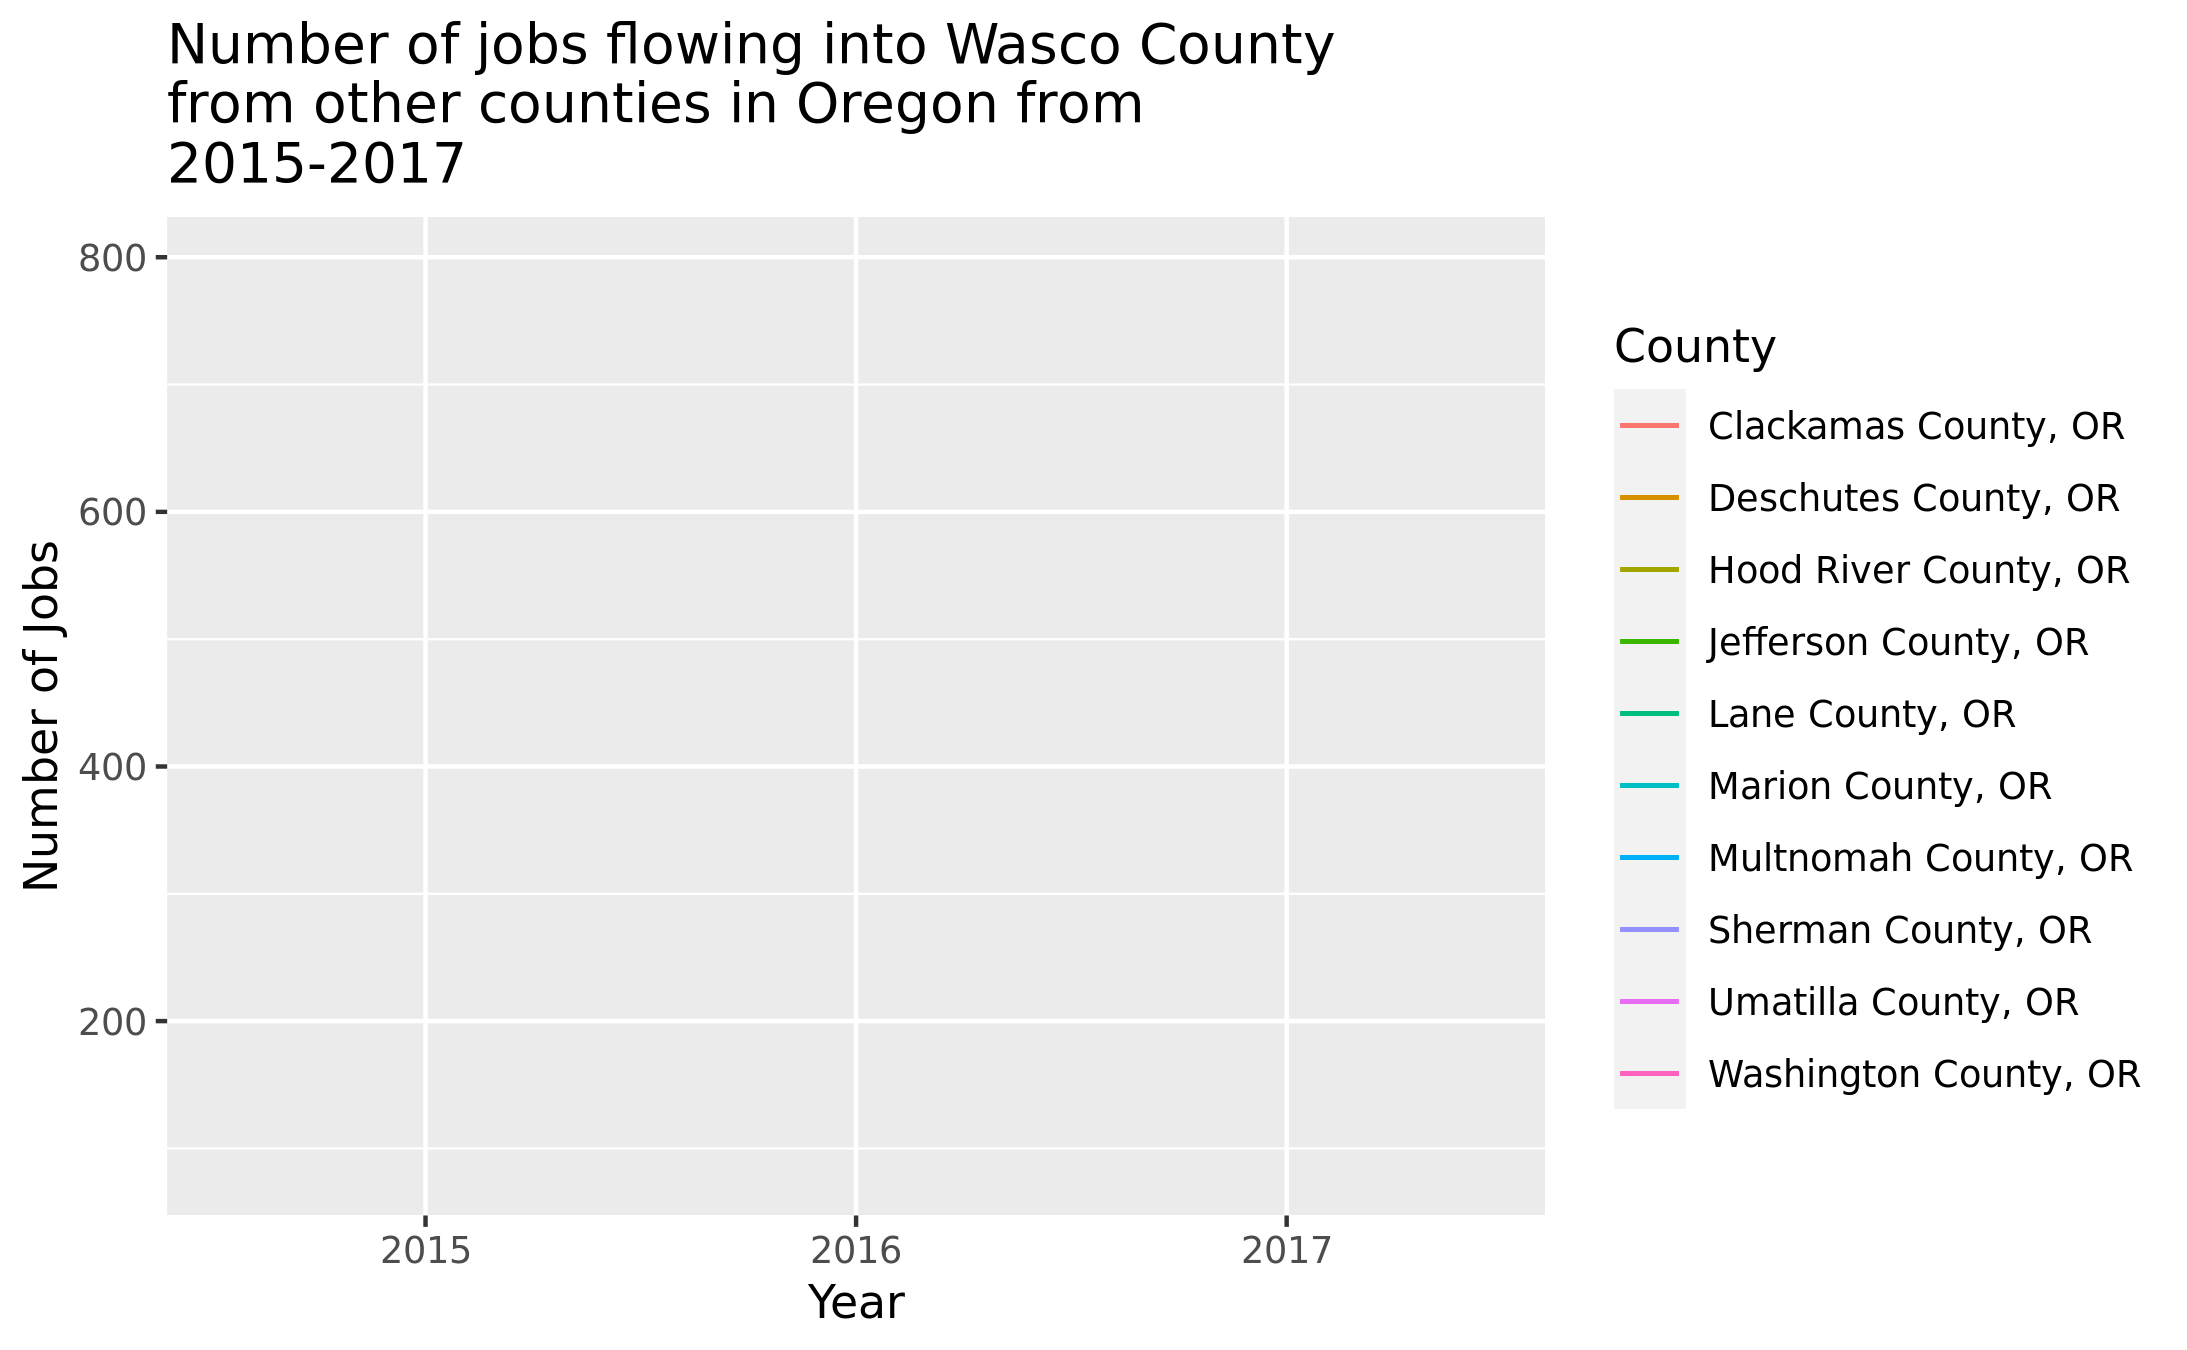 Number of jobs flowing into Wasco County
from other counties in Oregon from
2015-2017
800
600
400
200
Number of Jobs
2015
2016
2017
Year
County
Clackamas County, OR
Deschutes County, OR
Hood River County, OR
Jefferson County, OR
Lane County, OR
Marion County, OR
Multnomah County, OR
Sherman County, OR
Umatilla County, OR
Washington County, OR